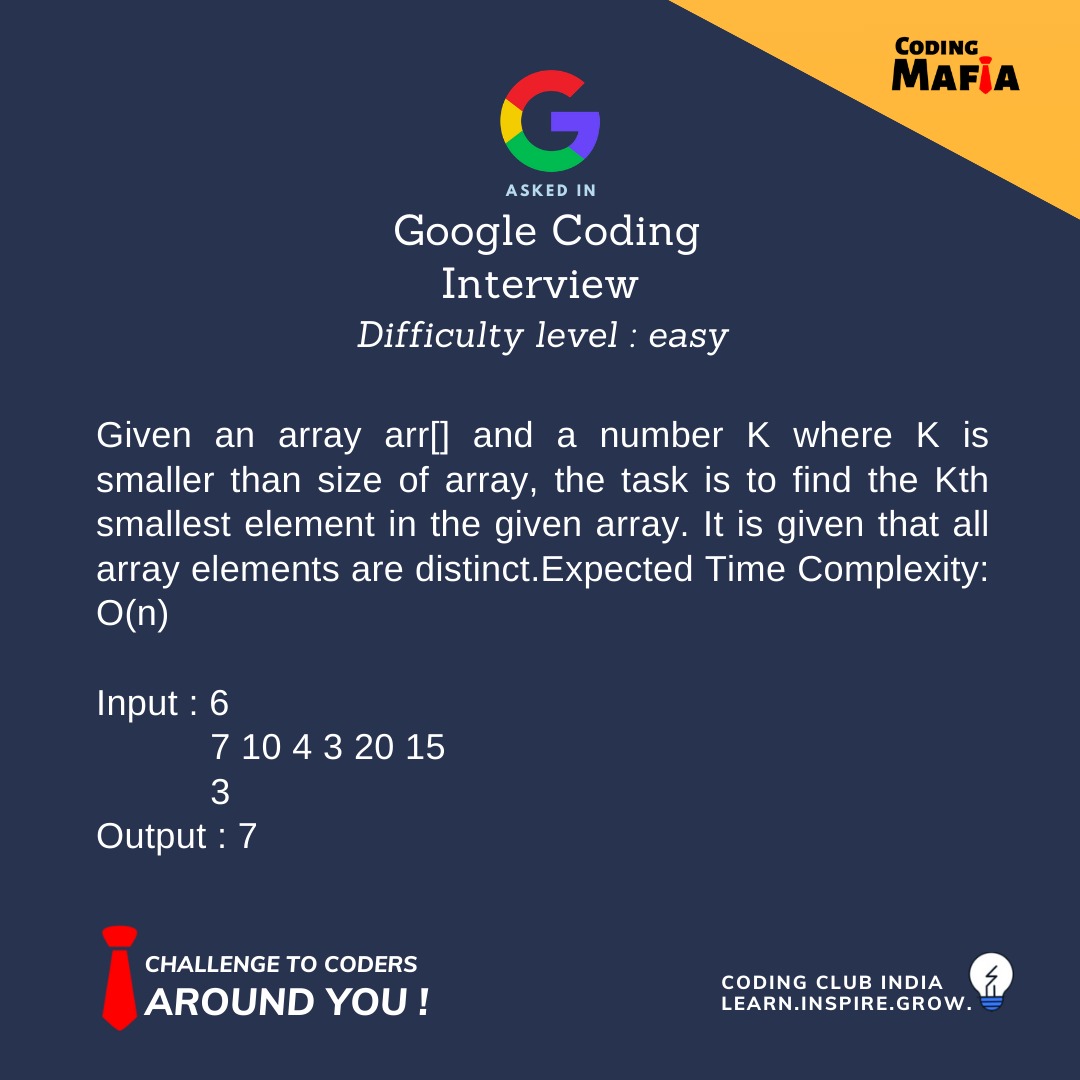 CODING
MAFIA
ASKED IN
Google Coding
Interview
Difficulty level : easy
Given an array arr[] and a number K where K is
smaller than size of array, the task is to find the Kth
smallest element in the given array. It is given that all
array elements are distinct.Expected Time Complexity:
O(n)
Input : 6
7 10 4 3 20 15
3
Output : 7
CHALLENGE TO CODERS
AROUND YOU !
CODING CLUB INDIA
LEARN.INSPIRE.GROW.